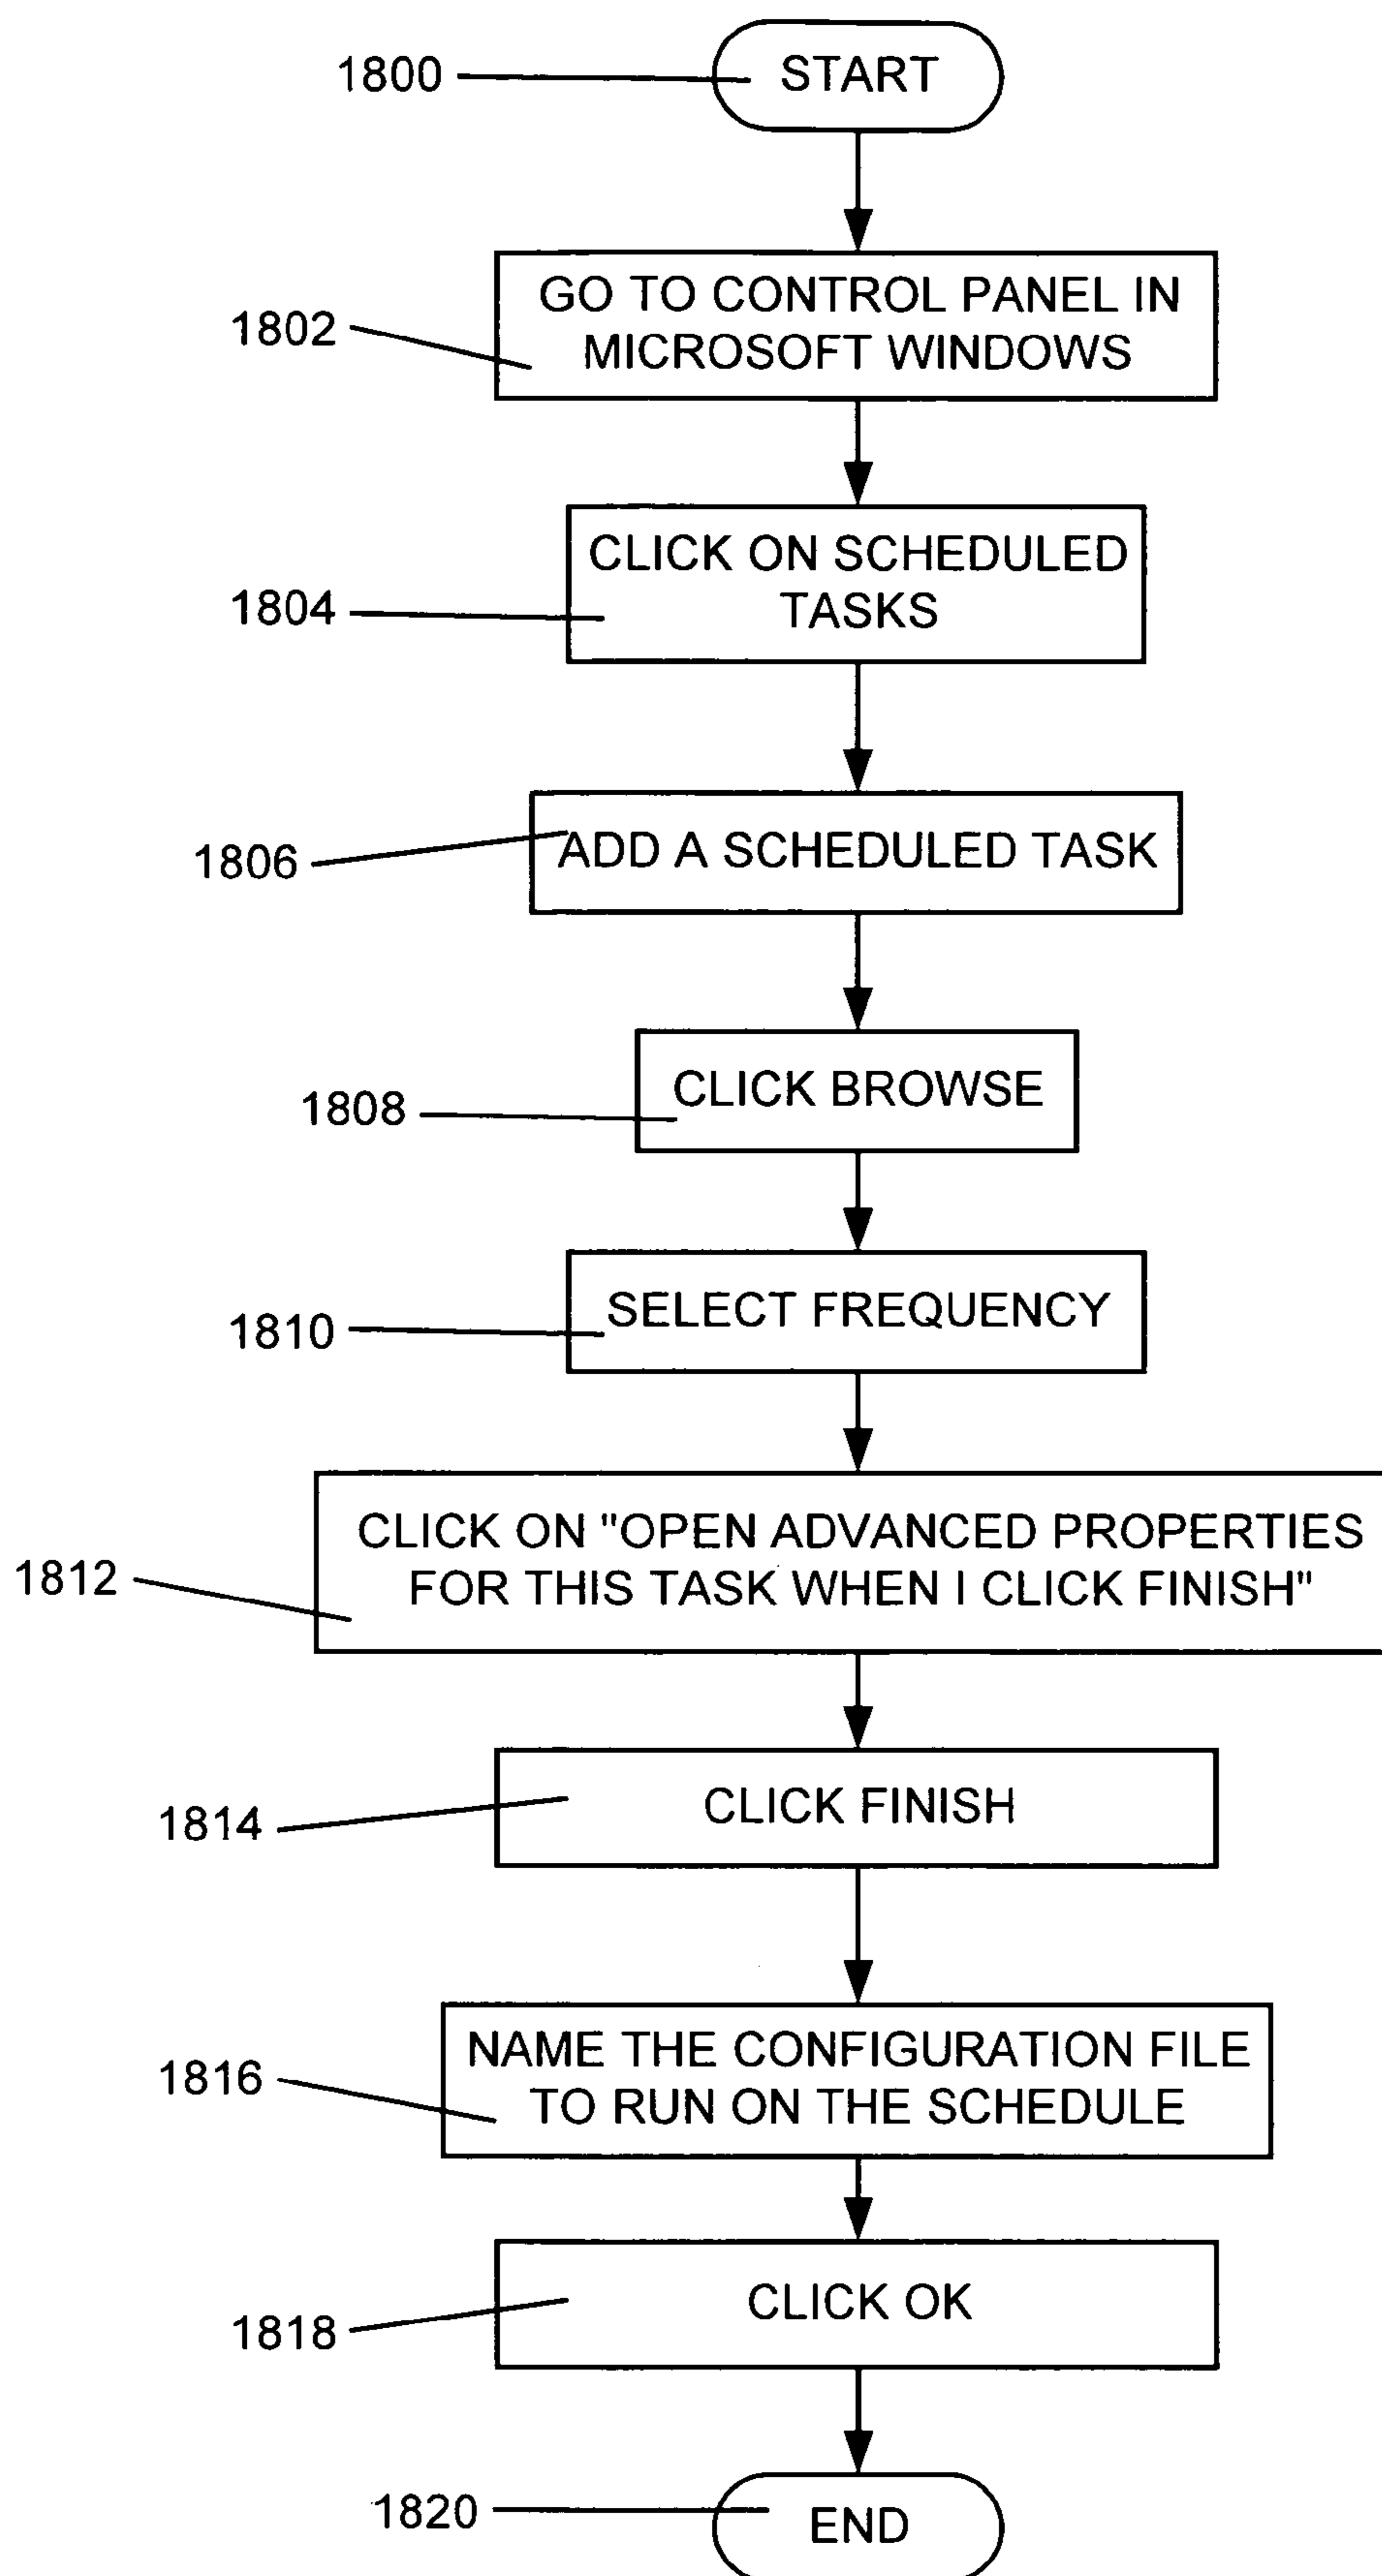 1800
START
1802
GO TO CONTROL PANEL IN
MICROSOFT WINDOWS
1804
CLICK ON SCHEDULED
TASKS
1806
ADD A SCHEDULED TASK
1808
CLICK BROWSE
1810
SELECT FREQUENCY
1812
CLICK ON "OPEN ADVANCED PROPERTIES
FOR THIS TASK WHEN I CLICK FINISH"
1814
CLICK FINISH
1816
NAME THE CONFIGURATION FILE
TO RUN ON THE SCHEDULE
1818
CLICK OK
1820
END